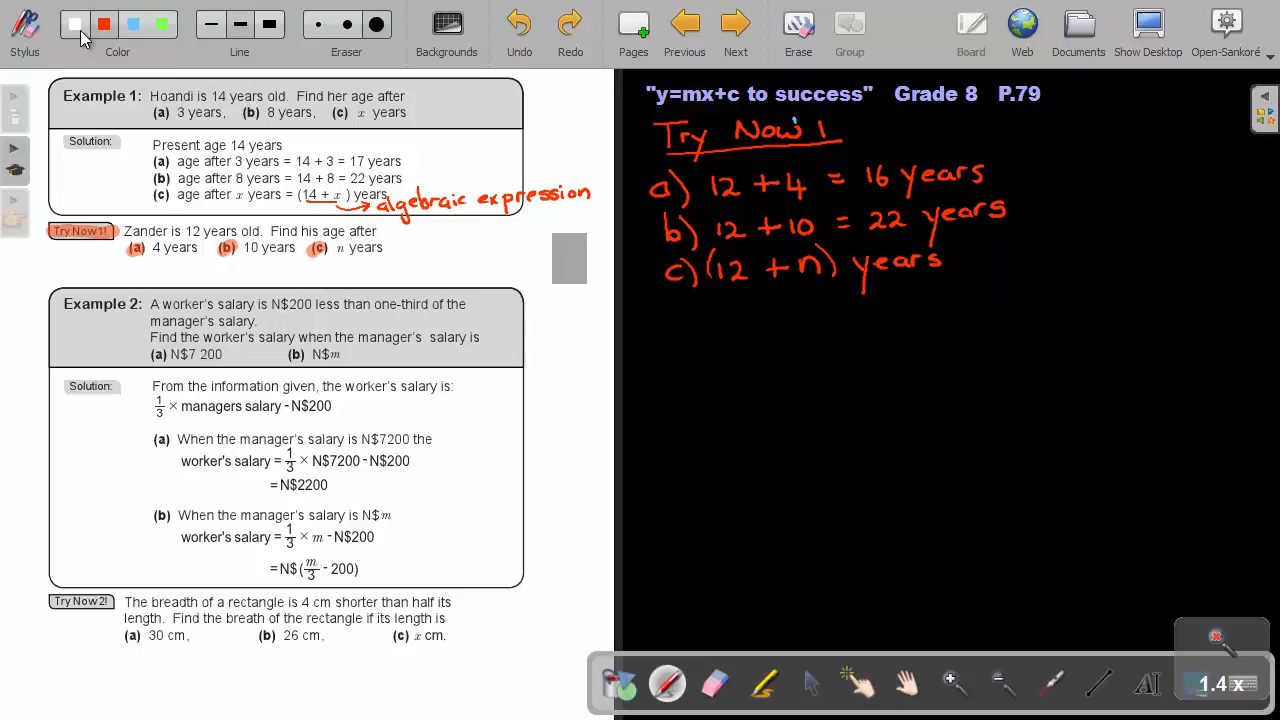 Stylus Color Line Eraser Backgrounds Undo Redo Pages Previous Next Erase Group Board Web Documents Show Desktop Open-Sankoré
Example 1: Hoandi is 14 years old. Find her age after
(a) 3 years, (b) 8 years, (c) x years
Solution: Present age 14 years
(a) age after 3 years = 14 + 3 = 17 years
(b) age after 8 years = 14 + 8 = 22 years
(c) age after x years = (14 + x ) years
algebraic expression
Try Now 1! Zander is 12 years old. Find his age after
(a) 4 years (b) 10 years (c) n years
Example 2: A worker's salary is N$200 less than one-third of the
manager's salary.
Find the worker's salary when the manager's salary is
(a) N$7 200 (b) N$m
Solution: From the information given, the worker's salary is:
1/3 × managers salary - N$200
(a) When the manager's salary is N$7200 the
worker's salary = 1/3 × N$7200 - N$200
= N$2200
(b) When the manager's salary is N$m
worker's salary = 1/3 × m - N$200
= N$ (m/3 - 200)
Try Now 2! The breadth of a rectangle is 4 cm shorter than half its
length. Find the breath of the rectangle if its length is
(a) 30 cm, (b) 26 cm, (c) x cm.
"y=mx+c to success" Grade 8 P.79
Try Now 1
a) 12 + 4 = 16 years
b) 12 + 10 = 22 years
c) (12 + n) years
AI
1.4 x